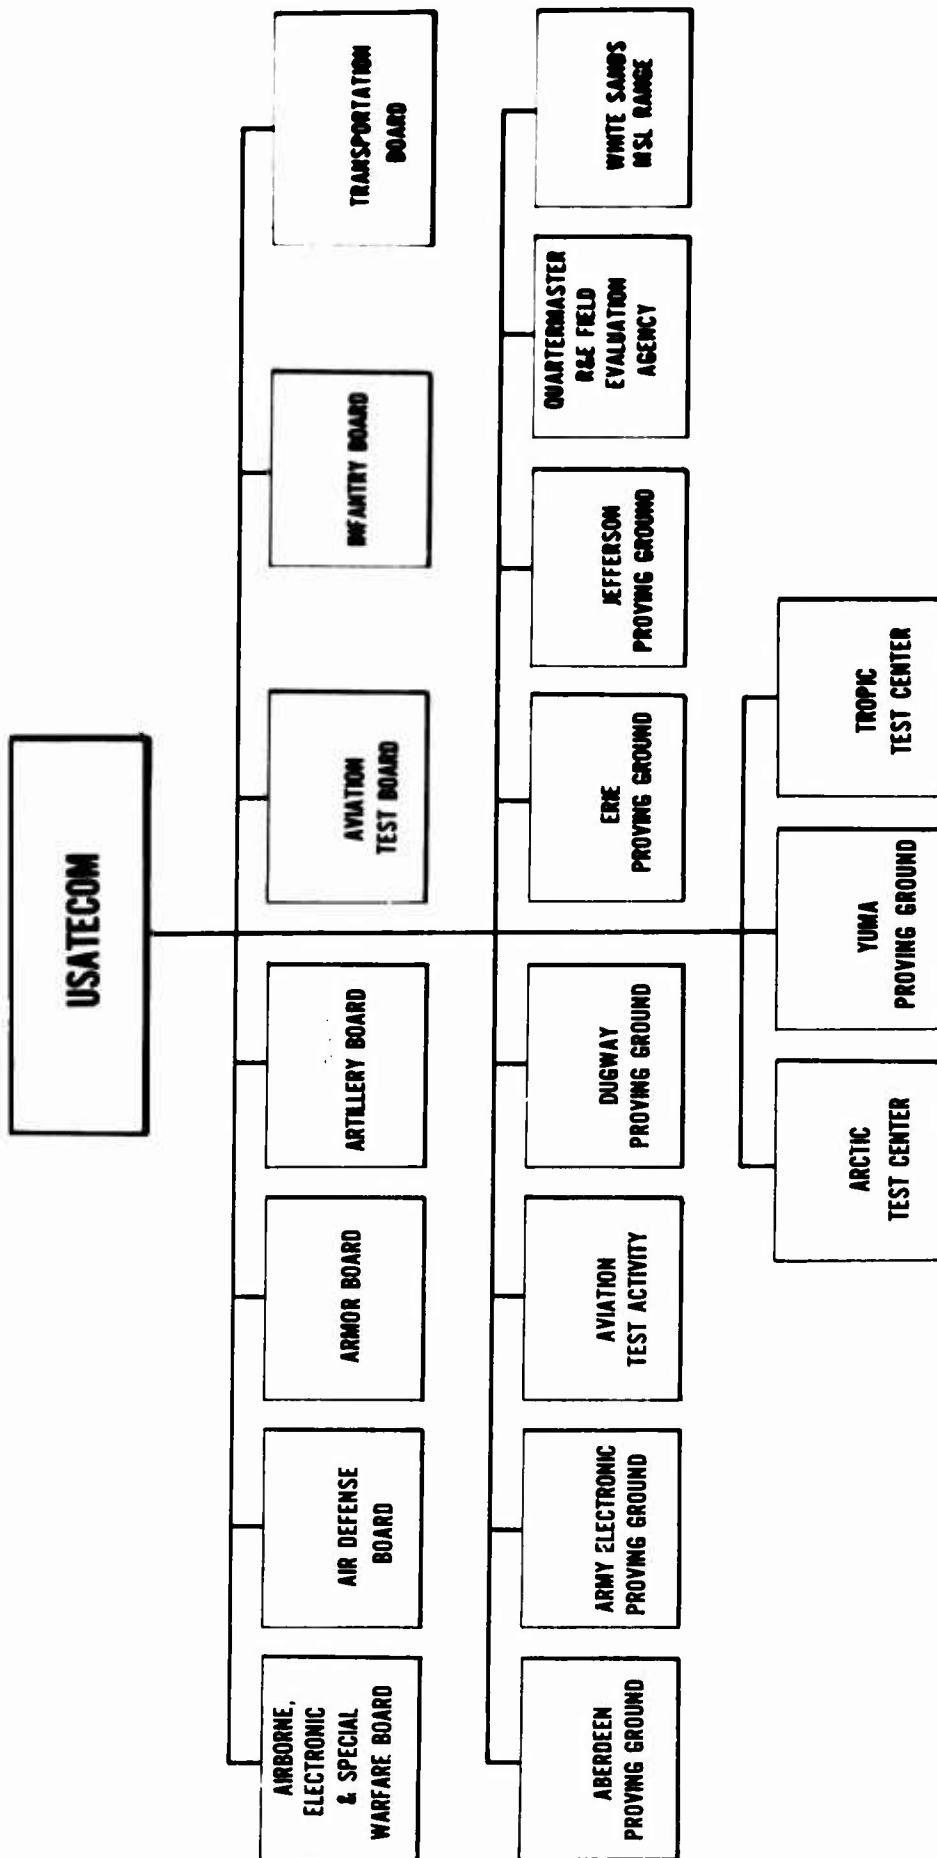 USATECOM
AIRBORNE,
ELECTRONIC
& SPECIAL
WARFARE BOARD
AIR DEFENSE
BOARD
ARMOR BOARD
ARTILLERY BOARD
AVIATION
TEST BOARD
INFANTRY BOARD
TRANSPORTATION
BOARD
ABERDEEN
PROVING GROUND
ARMY ELECTRONIC
PROVING GROUND
AVIATION
TEST ACTIVITY
DUGWAY
PROVING GROUND
ERIE
PROVING GROUND
JEFFERSON
PROVING GROUND
QUARTERMASTER
R&E FIELD
EVALUATION
AGENCY
WHITE SANDS
MSL RANGE
ARCTIC
TEST CENTER
YUMA
PROVING GROUND
TROPIC
TEST CENTER